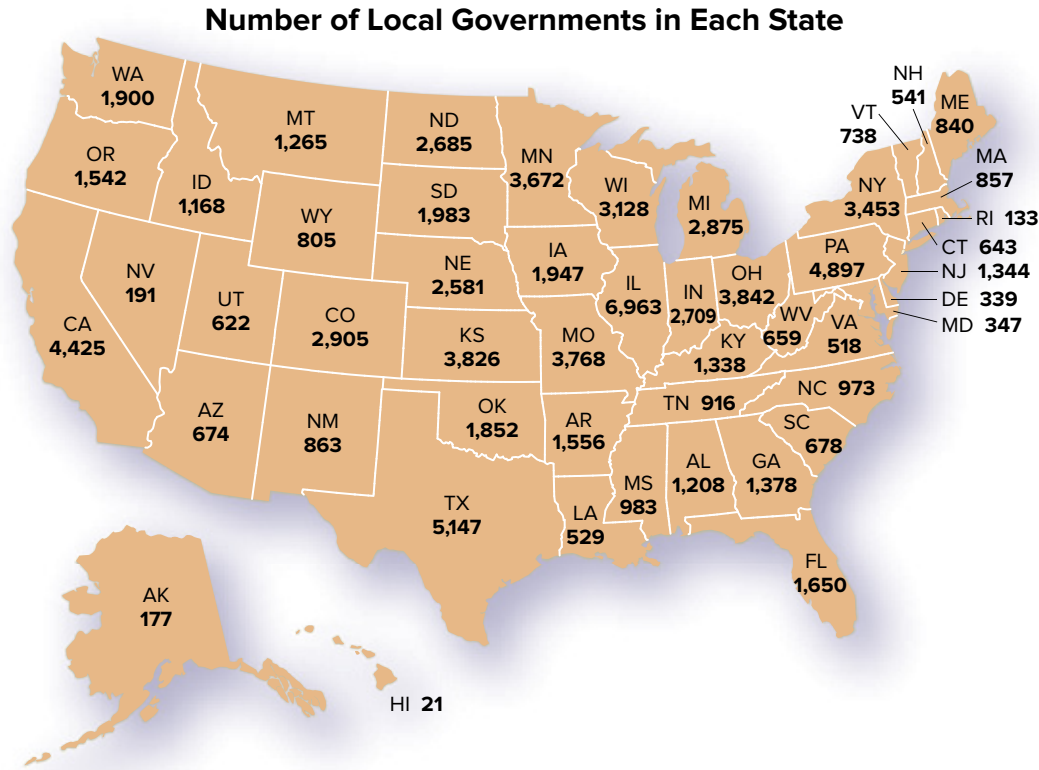 Number of Local Governments in Each State
WA
1,900
OR
1,542
CA
4,425
NV
191
ID
1,168
MT
1,265
WY
805
UT
622
CO
2,905
AZ
674
NM
863
ND
2,685
SD
1,983
NE
2,581
KS
3,826
OK
1,852
TX
5,147
MN
3,672
IA
1,947
MO
3,768
AR
1,556
LA
529
WI
3,128
IL
6,963
MI
2,875
IN
2,709
OH
3,842
KY
1,338
TN 916
MS
983
AL
1,208
GA
1,378
FL
1,650
SC
678
NC 973
VA
518
WV
659
PA
4,897
NY
3,453
VT
738
NH
541
ME
840
MA
857
RI 133
CT 643
NJ 1,344
DE 339
MD 347
AK
177
HI 21